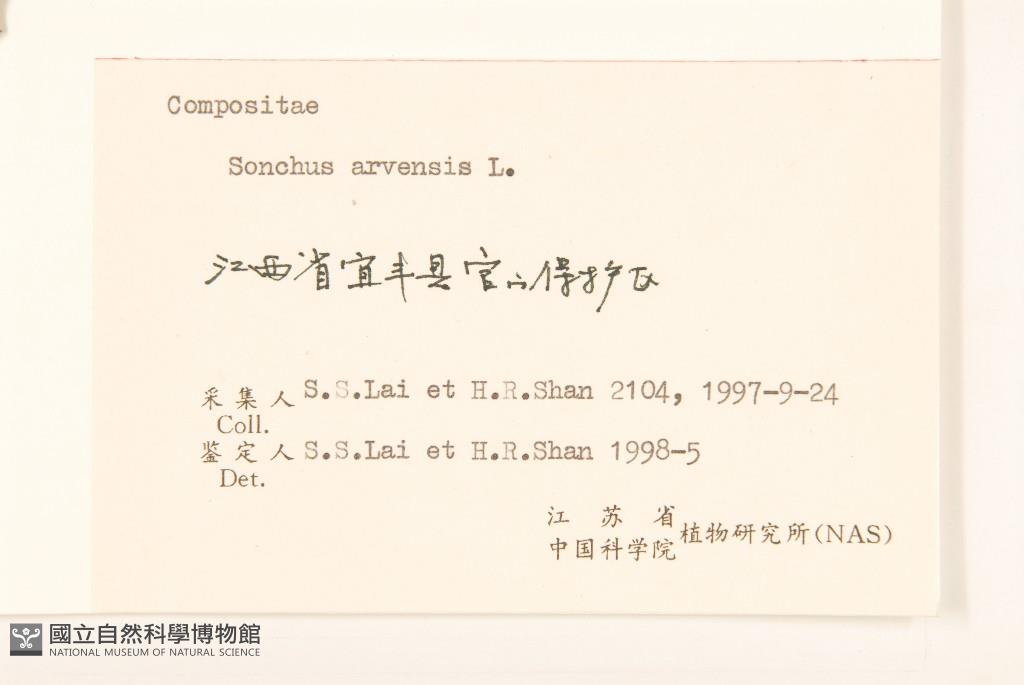 Compositae
Sonchus arvensis L.
江西省宜丰县官山保护区
采集人 S.S.Lai et H.R.Shan 2104, 1997-9-24
Coll.
鉴定人 S.S.Lai et H.R.Shan 1998-5
Det.
江苏省
中国科学院 植物研究所(NAS)
國立自然科學博物館
NATIONAL MUSEUM OF NATURAL SCIENCE